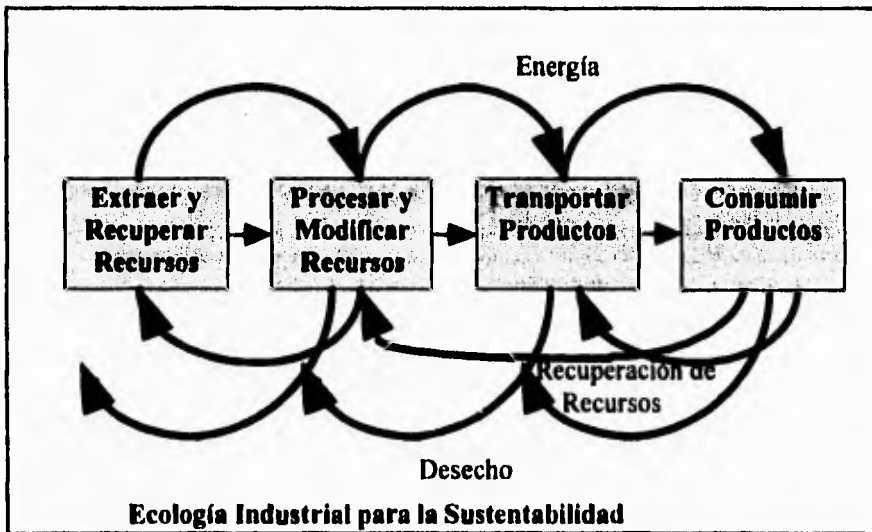 Energía
Extraer y
Recuperar
Recursos
Procesar y
Modificar
Recursos
Transportar
Productos
Consumir
Productos
Recuperación de
Recursos
Desecho
Ecología Industrial para la Sustentabilidad